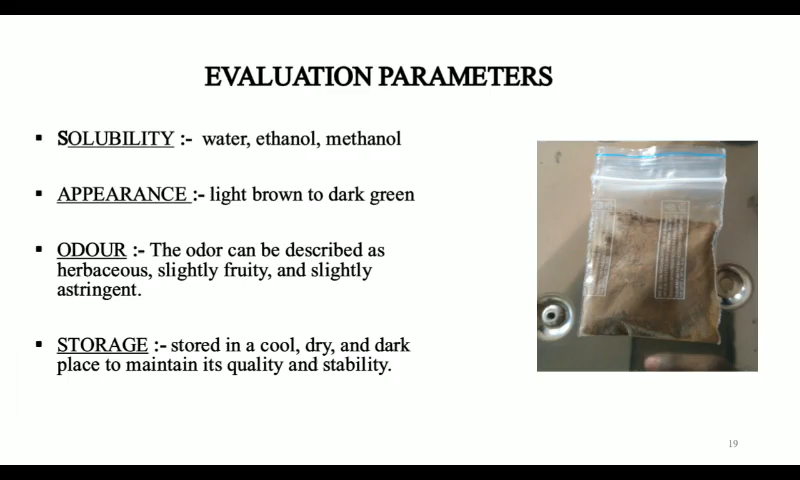 EVALUATION PARAMETERS
▪ SOLUBILITY :- water, ethanol, methanol
▪ APPEARANCE :- light brown to dark green
▪ ODOUR :- The odor can be described as
herbaceous, slightly fruity, and slightly
astringent.
▪ STORAGE :- stored in a cool, dry, and dark
place to maintain its quality and stability.
19